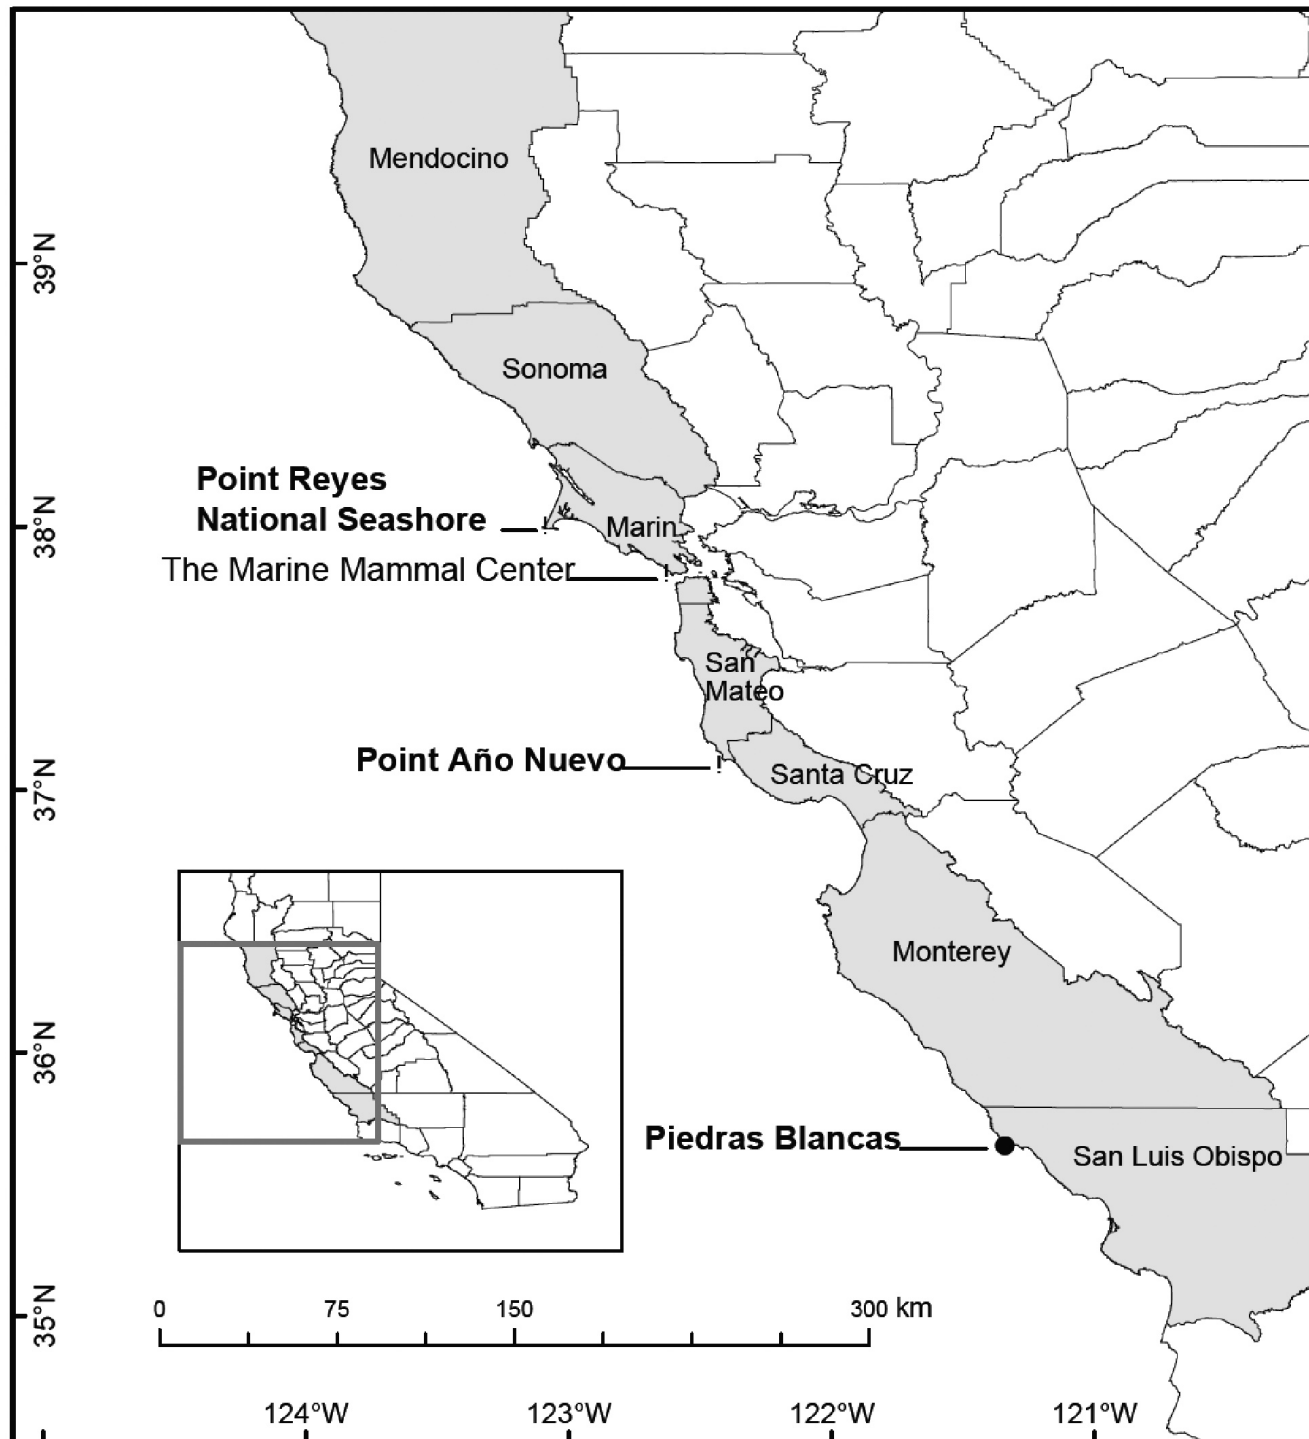 Mendocino
39°N
Sonoma
Point Reyes
National Seashore
38°N
Marin
The Marine Mammal Center
San
Mateo
Point Año Nuevo
37°N
Santa Cruz
Monterey
36°N
Piedras Blancas
San Luis Obispo
35°N
0 75 150 300 km
124°W 123°W 122°W 121°W